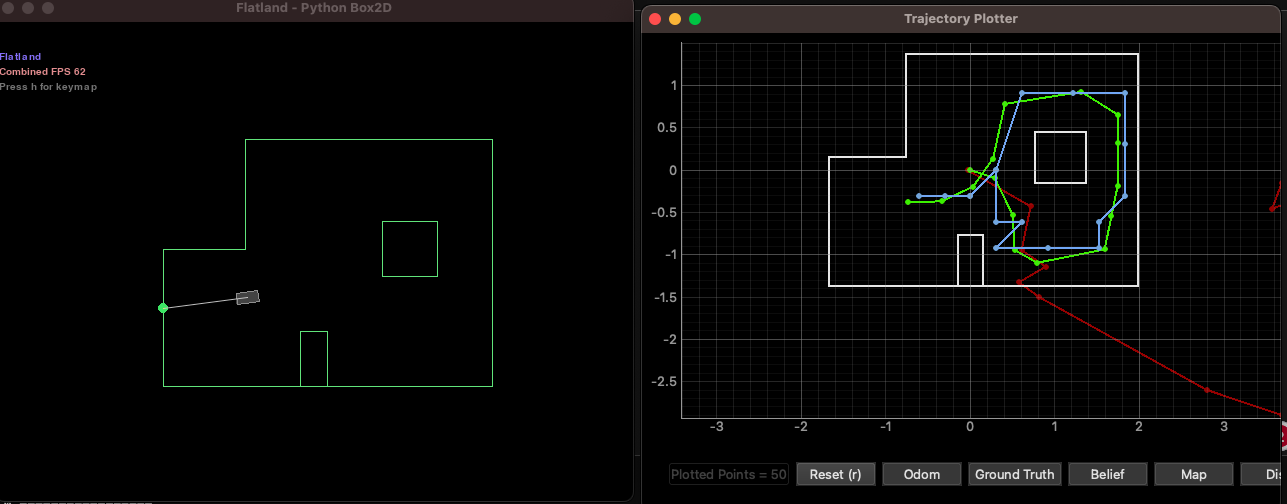 Flatland - Python Box2D
Flatland
Combined FPS 62
Press h for keymap
Trajectory Plotter
1
0.5
0
-0.5
-1
-1.5
-2
-2.5
-3 -2 -1 0 1 2 3
Plotted Points = 50 Reset (r) Odom Ground Truth Belief Map Dis